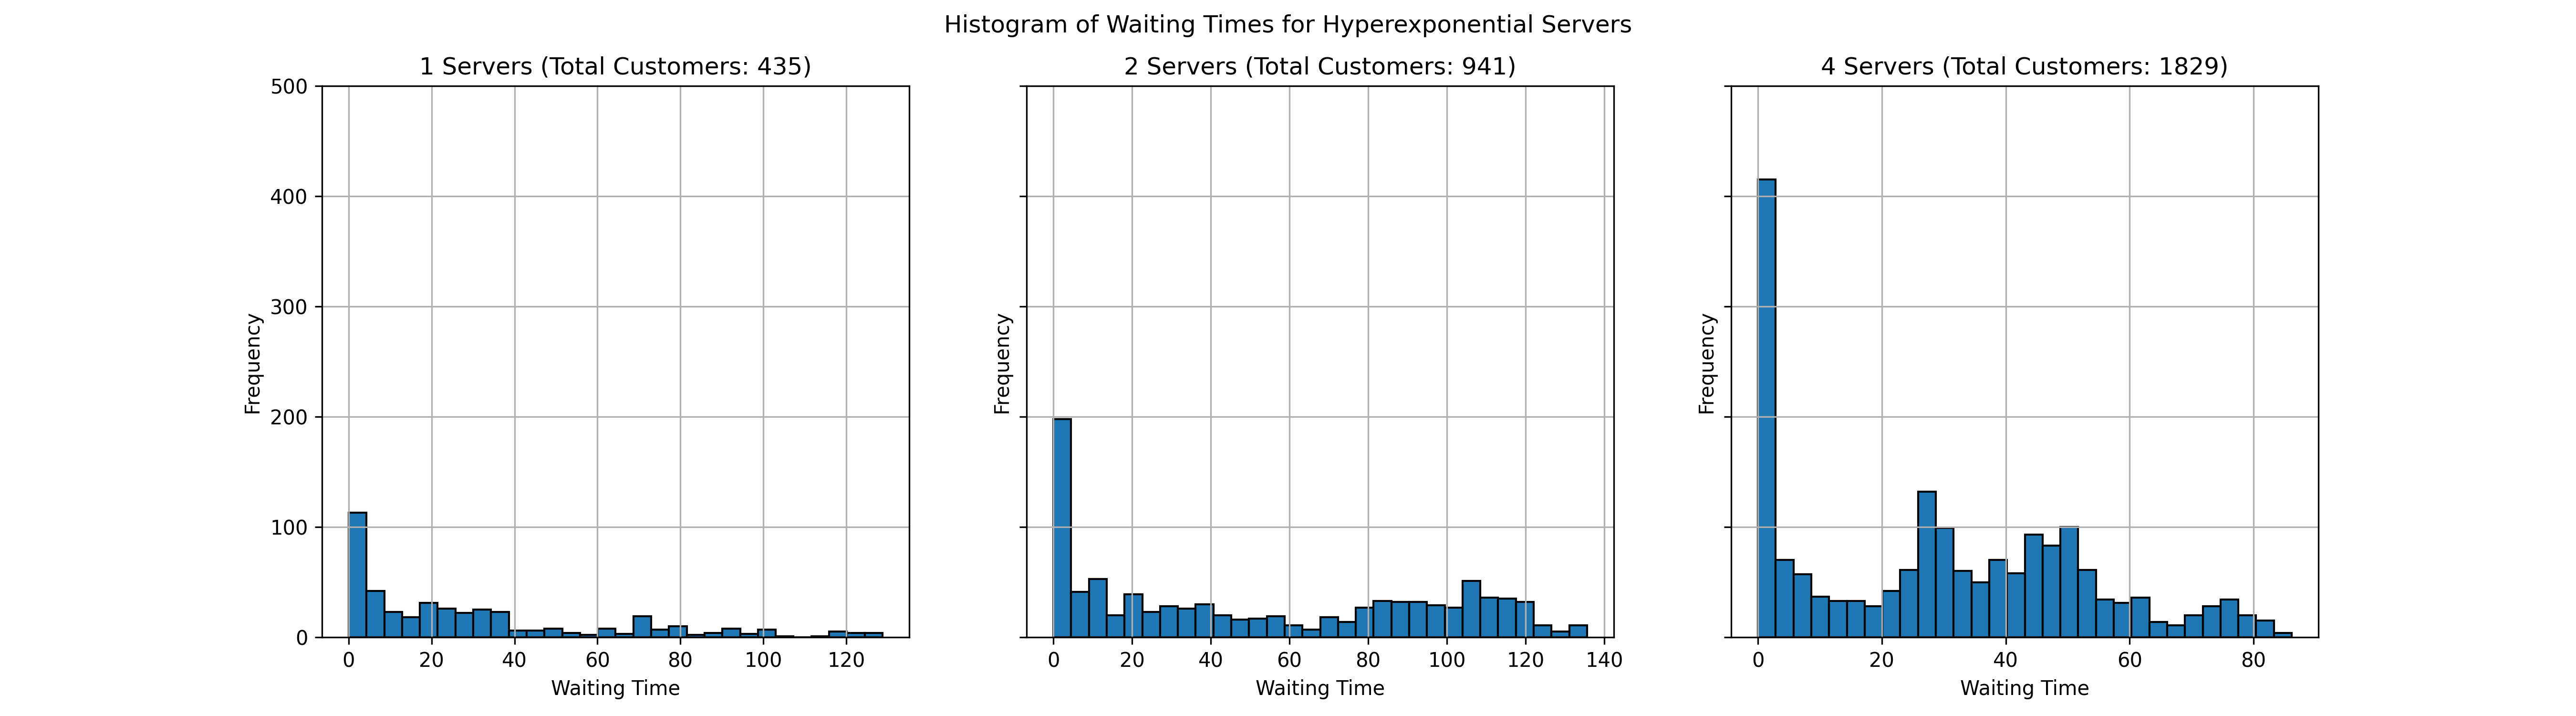 Histogram of Waiting Times for Hyperexponential Servers
1 Servers (Total Customers: 435)
500
400
300
200
100
0
Frequency
0 20 40 60 80 100 120
Waiting Time
2 Servers (Total Customers: 941)
Frequency
0 20 40 60 80 100 120 140
Waiting Time
4 Servers (Total Customers: 1829)
Frequency
0 20 40 60 80
Waiting Time